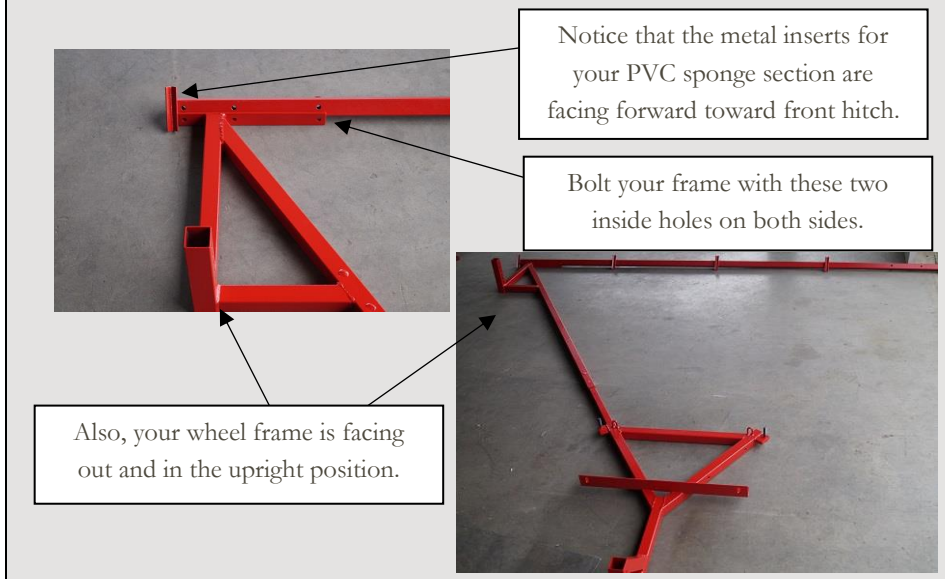 Notice that the metal inserts for
your PVC sponge section are
facing forward toward front hitch.
Bolt your frame with these two
inside holes on both sides.
Also, your wheel frame is facing
out and in the upright position.